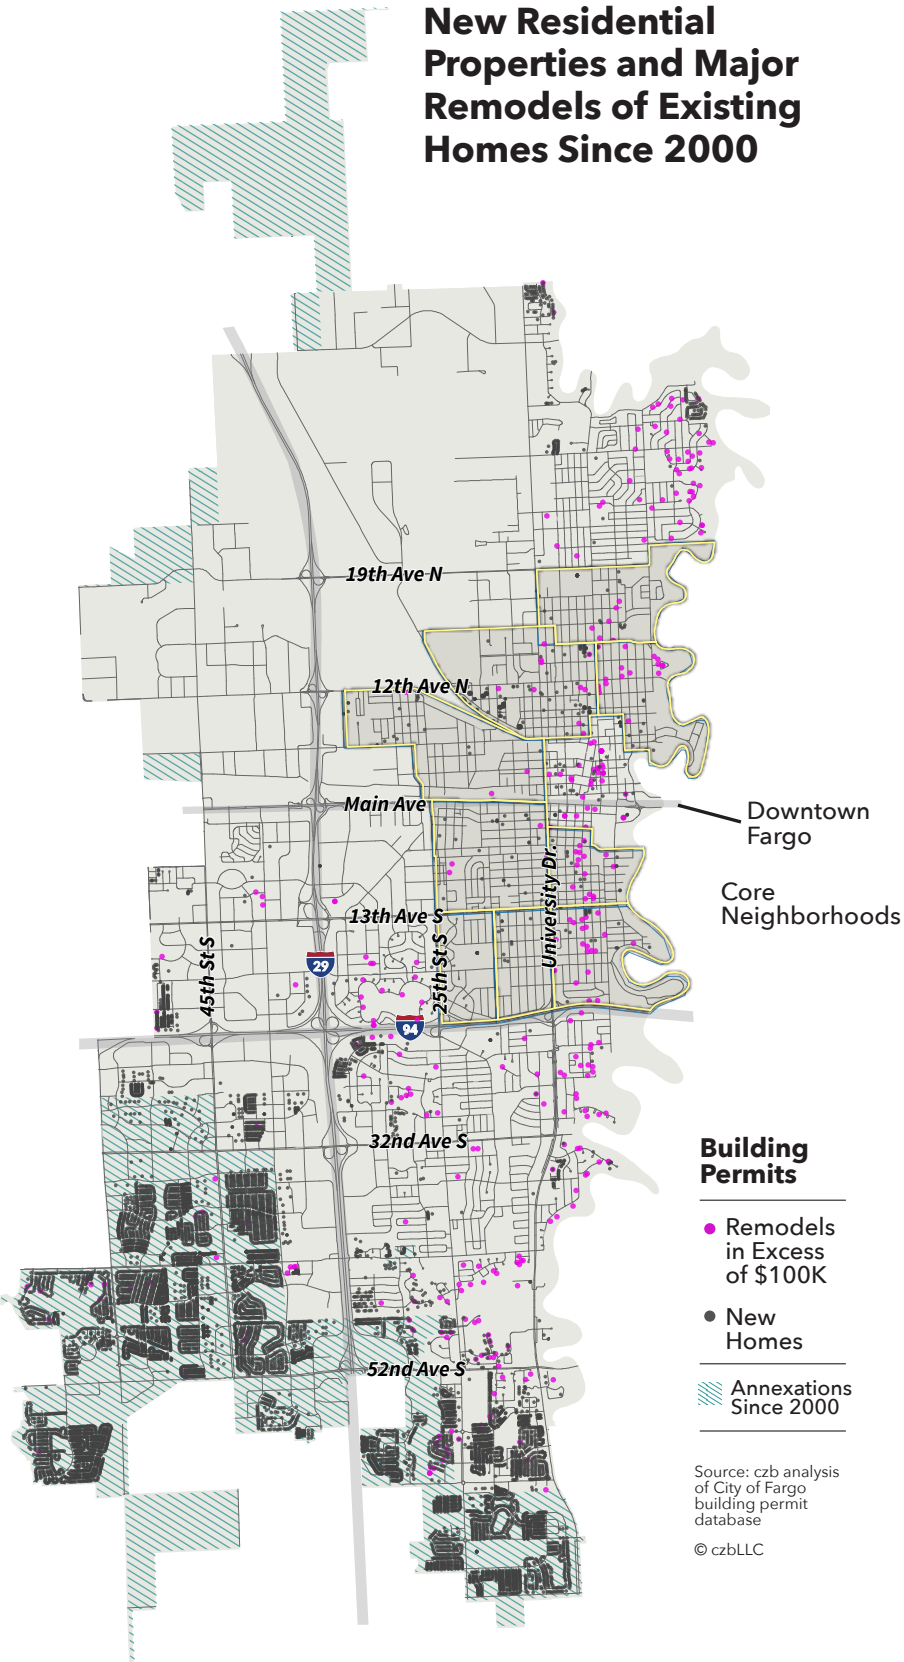 New Residential
Properties and Major
Remodels of Existing
Homes Since 2000
19th Ave N
12th Ave N
Main Ave
Downtown
Fargo
University Dr.
Core
Neighborhoods
13th Ave S
45th St S
29
25th St S
94
32nd Ave S
52nd Ave S
Building
Permits
Remodels
in Excess
of $100K
New
Homes
Annexations
Since 2000
Source: czb analysis
of City of Fargo
building permit
database
© czbLLC